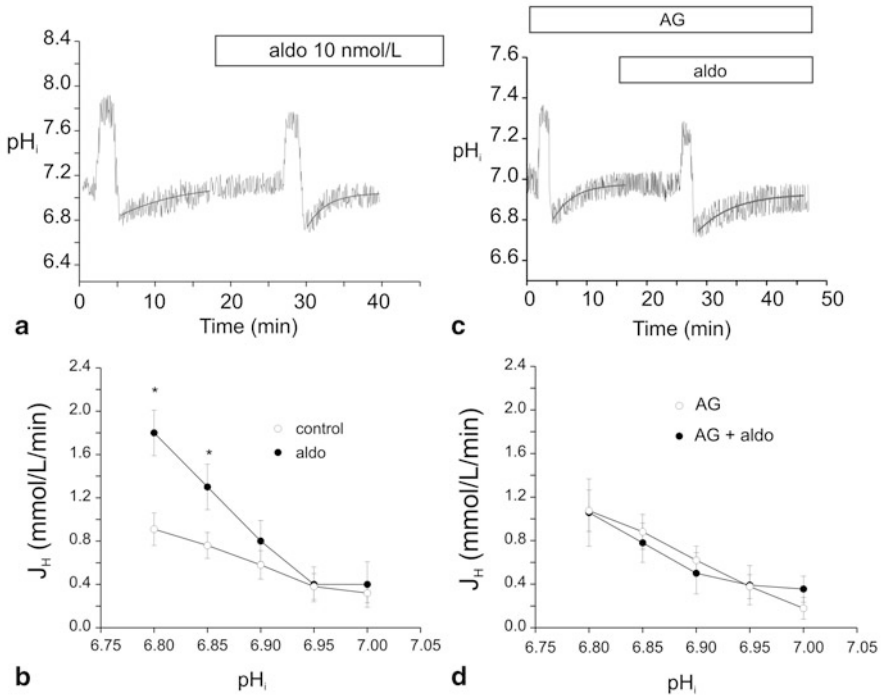 aldo 10 nmol/L
8.4
8.0
7.6
7.2
6.8
6.4
pHi
0
10
20
30
40
50
Time (min)
a
AG
aldo
7.6
7.4
7.2
7.0
6.8
6.6
pHi
0
10
20
30
40
50
Time (min)
c
2.4
2.0
1.6
1.2
0.8
0.4
0.0
JH (mmol/L/min)
*
*
control
aldo
6.75
6.80
6.85
6.90
6.95
7.00
7.05
pHi
b
2.4
2.0
1.6
1.2
0.8
0.4
0.0
JH (mmol/L/min)
AG
AG + aldo
6.75
6.80
6.85
6.90
6.95
7.00
7.05
pHi
d